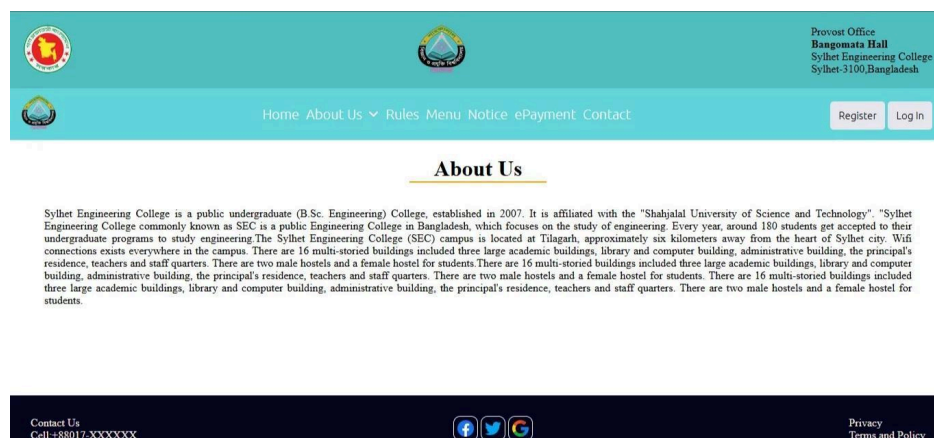 Provost Office
Bangomata Hall
Sylhet Engineering College
Sylhet-3100,Bangladesh
Home About Us Rules Menu Notice ePayment Contact
Register Log In
About Us
Sylhet Engineering College is a public undergraduate (B.Sc. Engineering) College, established in 2007. It is affiliated with the "Shahjalal University of Science and Technology". "Sylhet
Engineering College commonly known as SEC is a public Engineering College in Bangladesh, which focuses on the study of engineering. Every year, around 180 students get accepted to their
undergraduate programs to study engineering.The Sylhet Engineering College (SEC) campus is located at Tilagarh, approximately six kilometers away from the heart of Sylhet city. Wifi
connections exists everywhere in the campus. There are 16 multi-storied buildings included three large academic buildings, library and computer building, administrative building, the principal's
residence, teachers and staff quarters. There are two male hostels and a female hostel for students.There are 16 multi-storied buildings included three large academic buildings, library and computer
building, administrative building, the principal's residence, teachers and staff quarters. There are two male hostels and a female hostel for students. There are 16 multi-storied buildings included
three large academic buildings, library and computer building, administrative building, the principal's residence, teachers and staff quarters. There are two male hostels and a female hostel for
students.
Contact Us
Cell:+88017-XXXXXX
Privacy
Terms and Policy